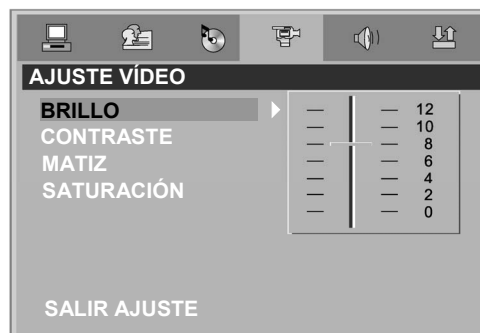 AJUSTE VÍDEO
BRILLO
CONTRASTE
MATIZ
SATURACIÓN
12
10
8
6
4
2
0
SALIR AJUSTE